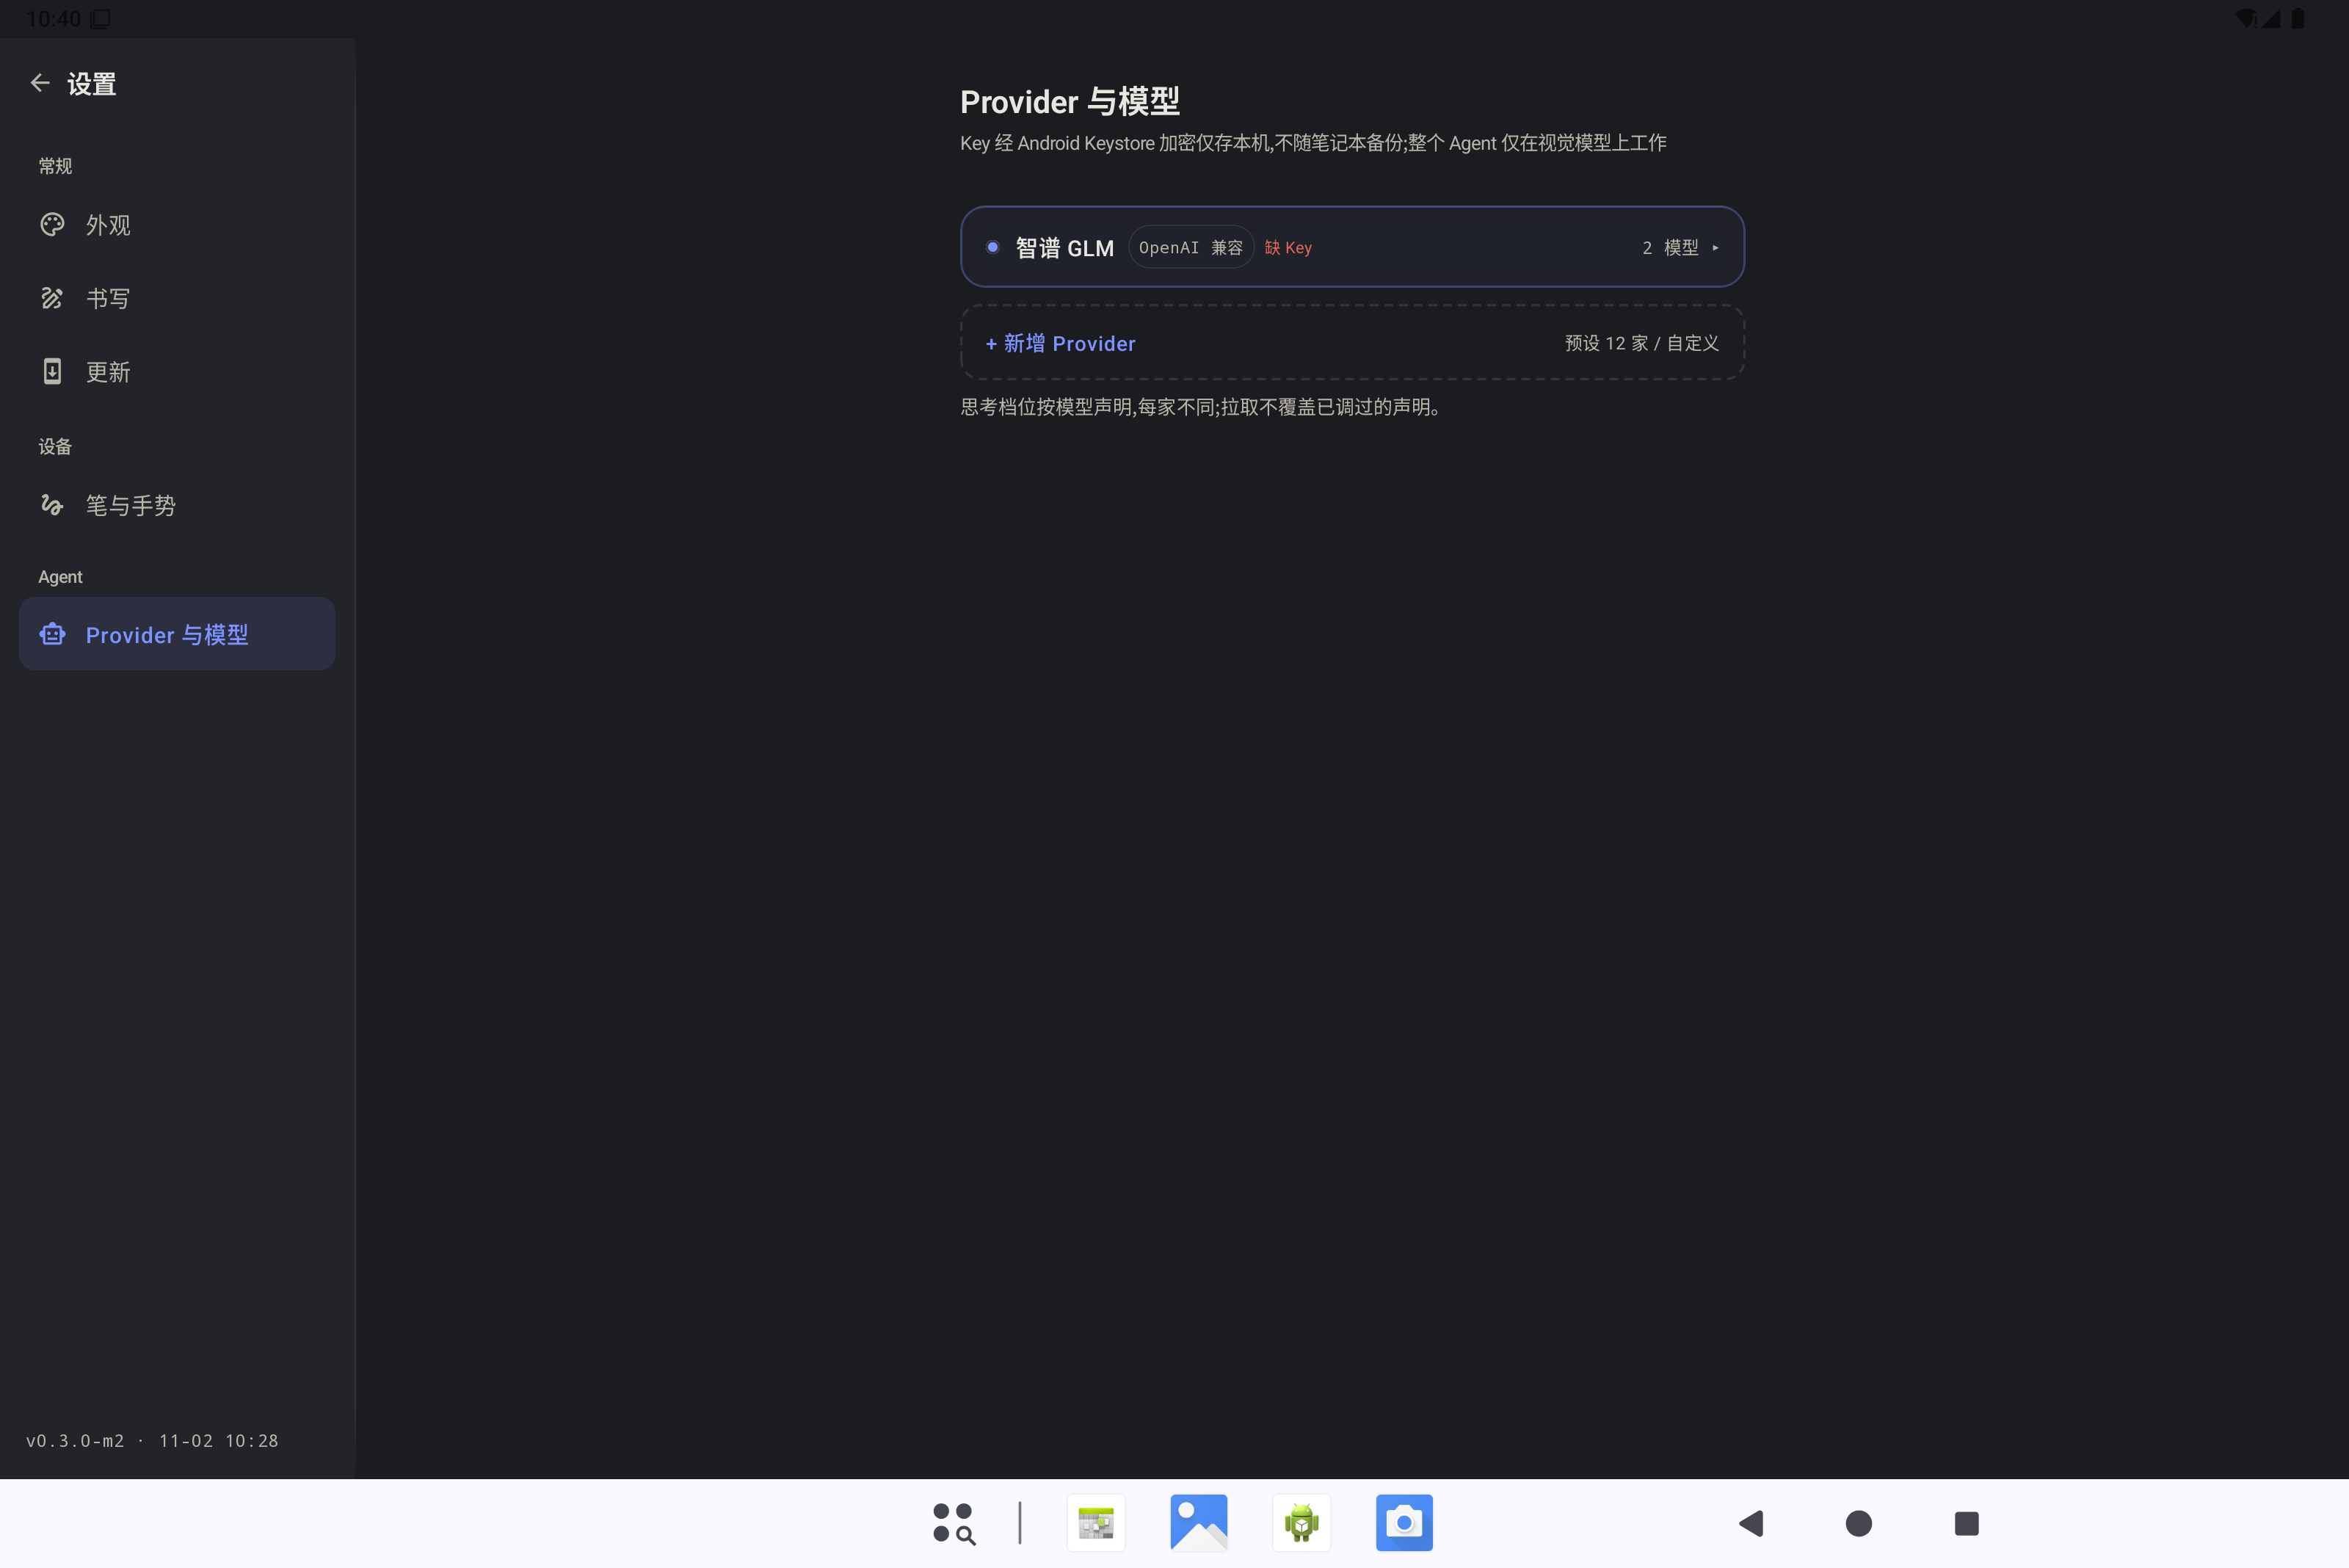 10:40
设置
常规
外观
书写
更新
设备
笔与手势
Agent
Provider 与模型
v0.3.0-m2 · 11-02 10:28
Provider 与模型
Key 经 Android Keystore 加密仅存本机,不随笔记本备份;整个 Agent 仅在视觉模型上工作
智谱 GLM OpenAI 兼容 缺 Key 2 模型 ▸
+ 新增 Provider 预设 12 家 / 自定义
思考档位按模型声明,每家不同;拉取不覆盖已调过的声明。